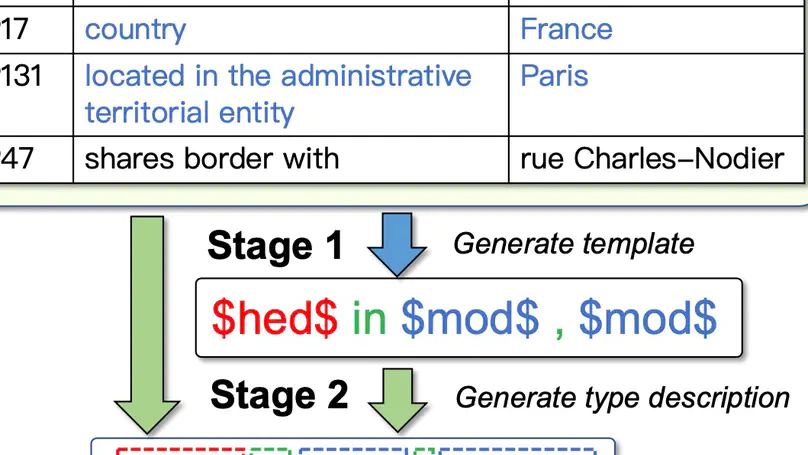 17 country France
131 located in the administrative Paris
territorial entity
47 shares border with rue Charles–Nodier
Stage 1 Generate template
$hed$ in $mod$ , $mod$
Stage 2 Generate type description